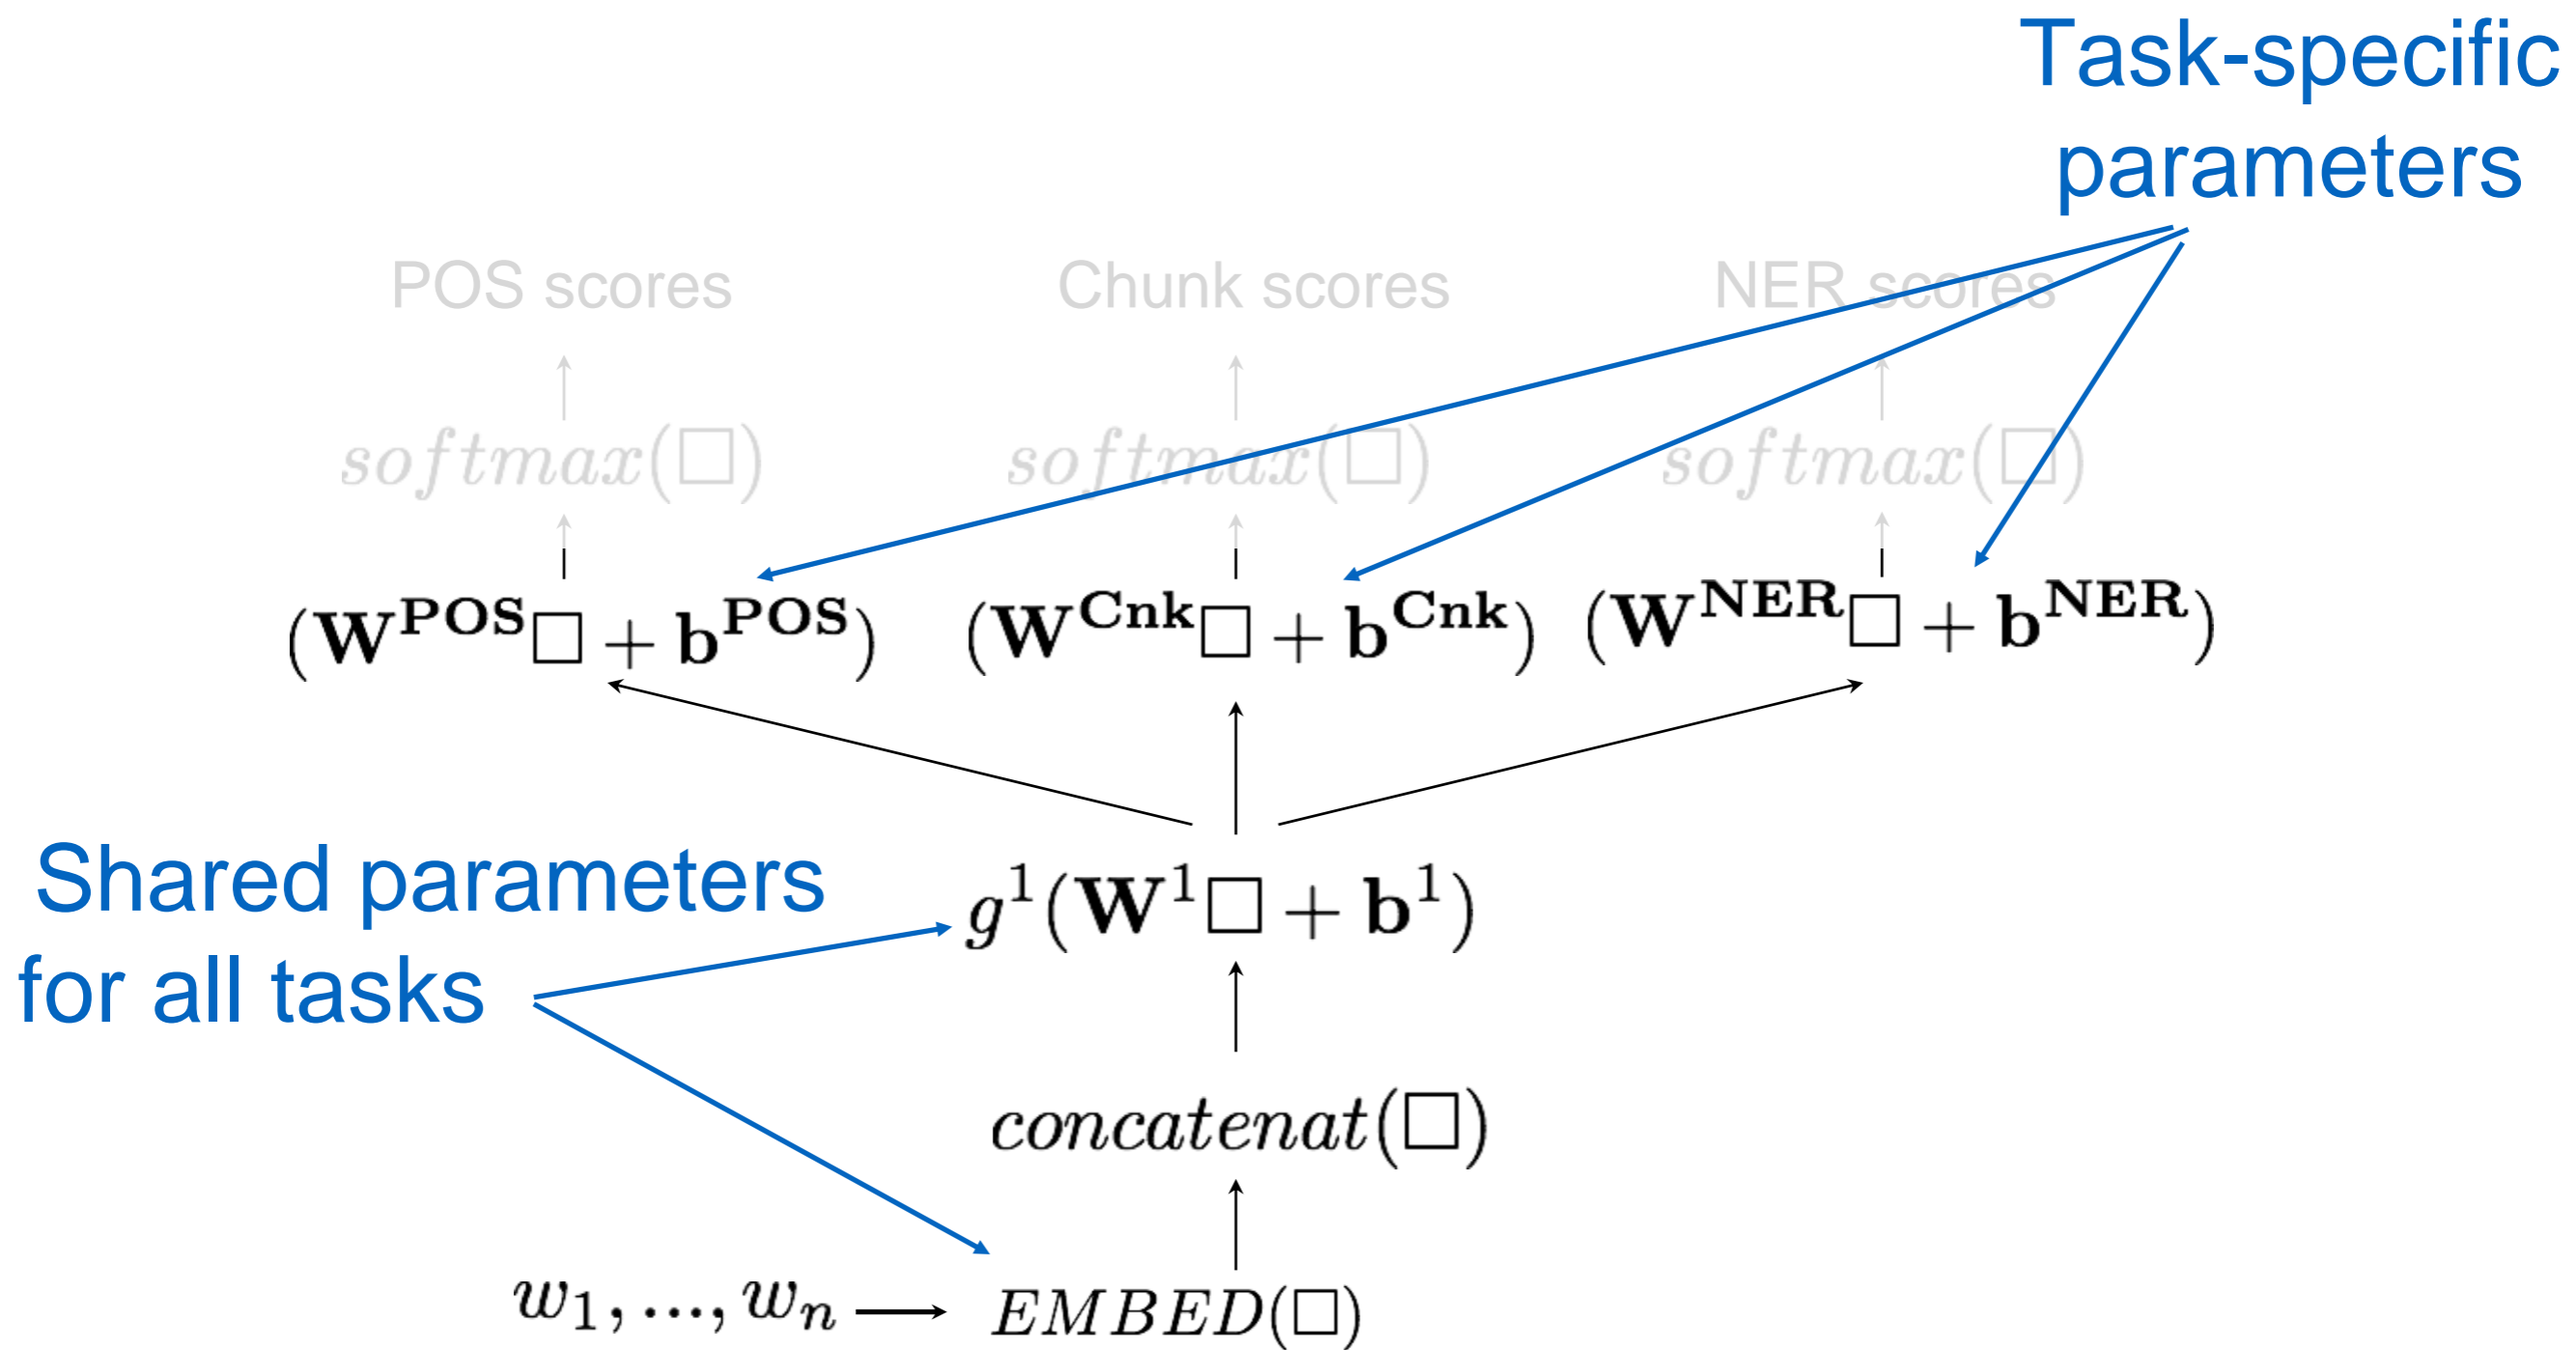 Task-specific
parameters
POS scores Chunk scores NER scores
softmax(□) softmax(□) softmax(□)
(W^POS□ + b^POS) (W^Cnk□ + b^Cnk) (W^NER□ + b^NER)
Shared parameters
for all tasks
g^1(W^1□ + b^1)
concatenat(□)
w_1, ..., w_n
EMBED(□)